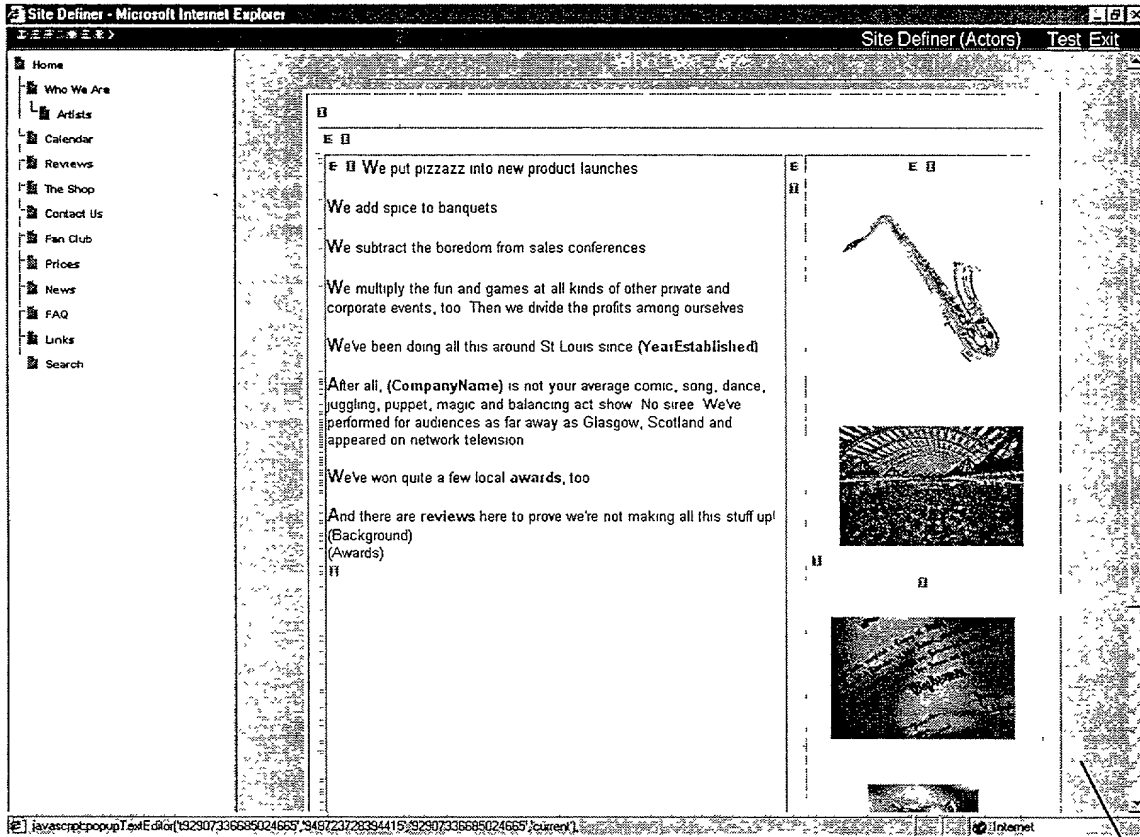 Site Definer - Microsoft Internet Explorer
Site Definer (Actors) Test Exit
Home
Who We Are
Artists
Calendar
Reviews
The Shop
Contact Us
Fan Club
Prices
News
FAQ
Links
Search
E I We put pizzazz into new product launches
We add spice to banquets
We subtract the boredom from sales conferences
We multiply the fun and games at all kinds of other private and
corporate events, too Then we divide the profits among ourselves
We've been doing all this around St Louis since (YearEstablished)
After all, (CompanyName) is not your average comic, song, dance,
juggling, puppet, magic and balancing act show No siree We've
performed for audiences as far away as Glasgow, Scotland and
appeared on network television
We've won quite a few local awards, too
And there are reviews here to prove we're not making all this stuff up!
(Background)
(Awards)
Bahamas
javascript:popupTextEditor('t92907336685024665','949723728394415','92907336685024665','current')
Internet